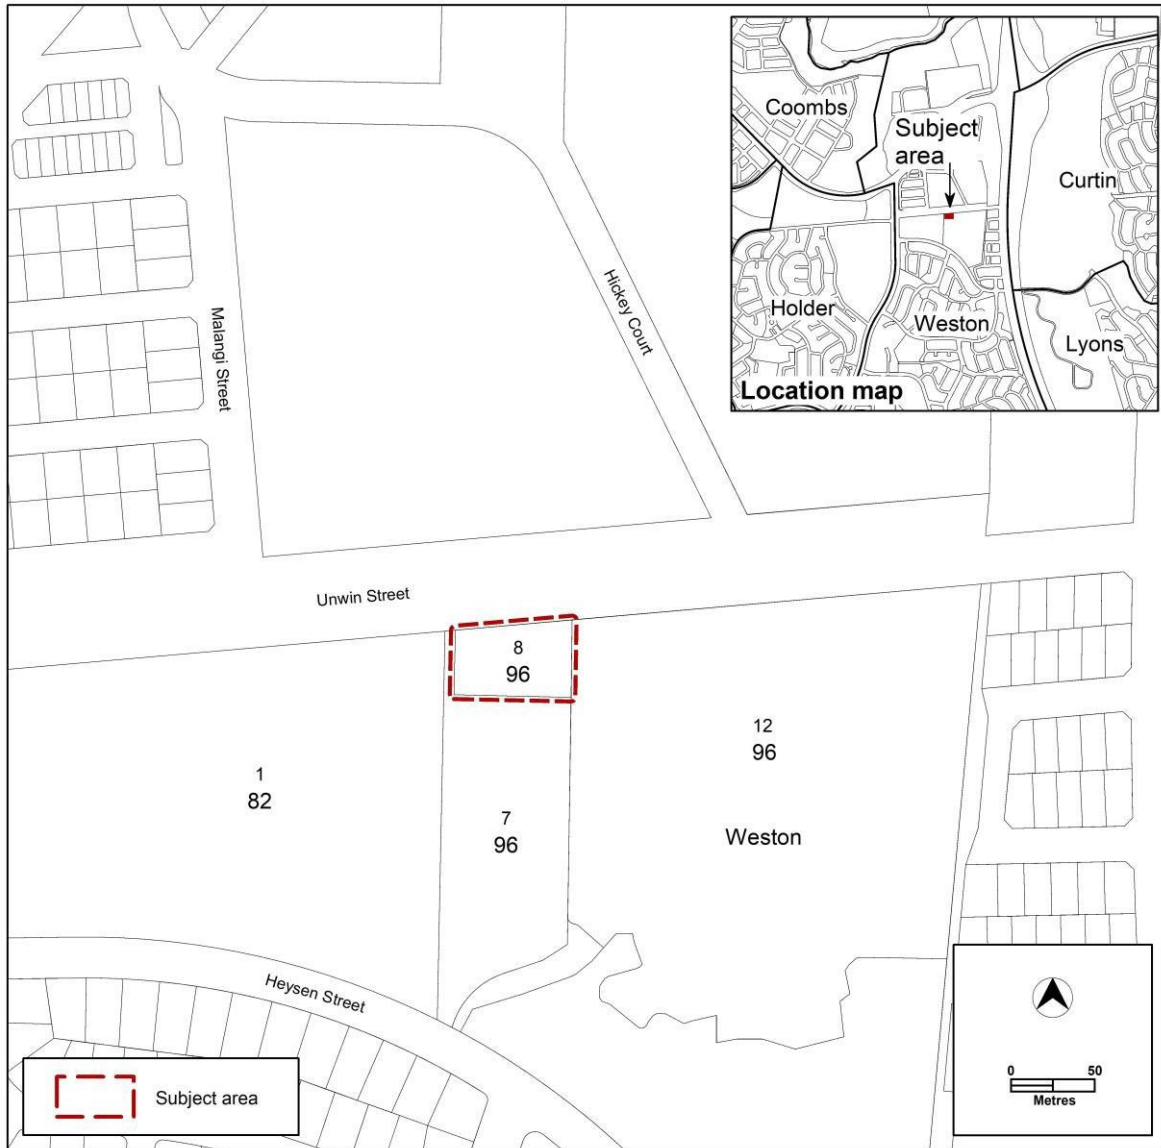 Coombs
Subject
area
Curtin
Holder
Weston
Lyons
Location map
Hickey Court
Malangi Street
Unwin Street
8
96
12
96
1
82
7
96
Weston
Heysen Street
Subject area
0 50
Metres